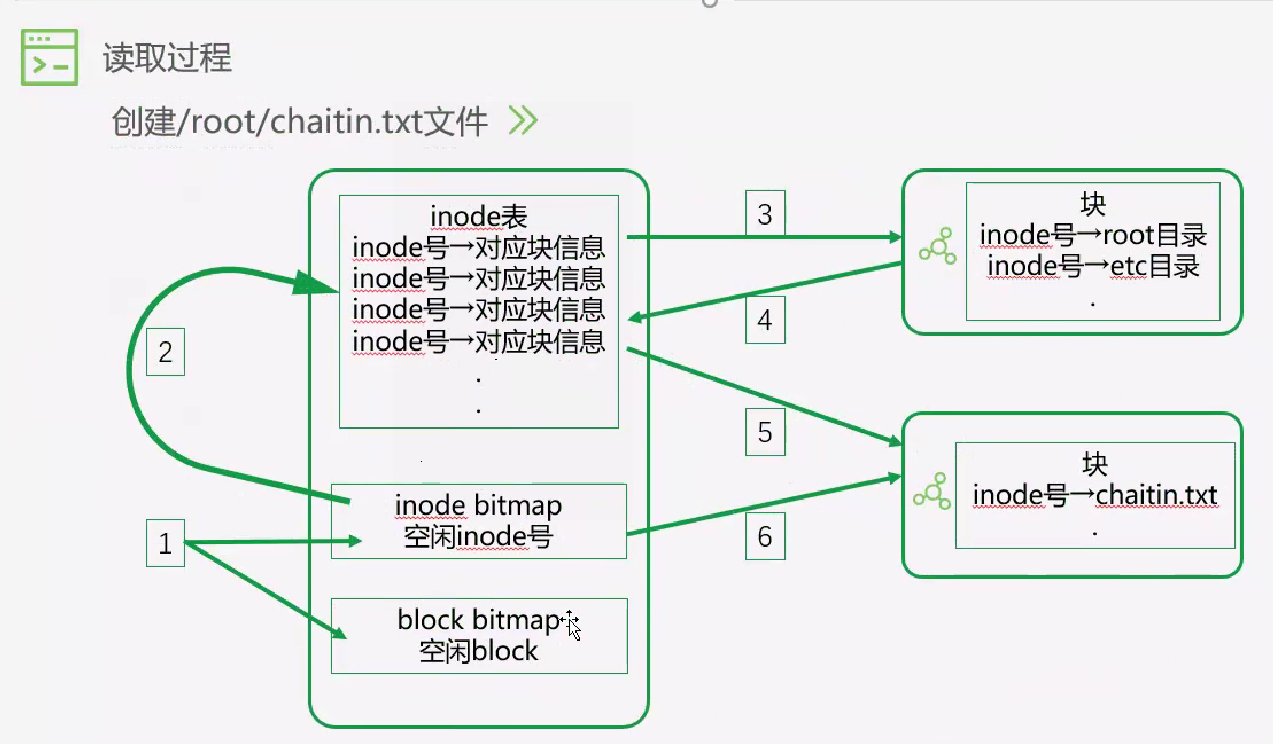 读取过程
创建/root/chaitin.txt文件
inode表
inode号→对应块信息
inode号→对应块信息
inode号→对应块信息
inode号→对应块信息
.
.
inode bitmap
空闲inode号
block bitmap
空闲block
1
2
3
4
5
6
块
inode号→root目录
inode号→etc目录
.
块
inode号→chaitin.txt
.